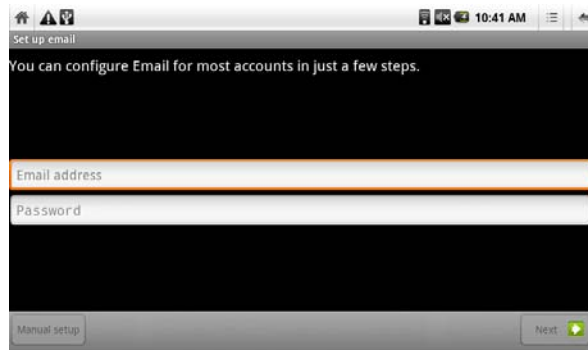 10:41 AM
Set up email
You can configure Email for most accounts in just a few steps.
Email address
Password
Manual setup
Next